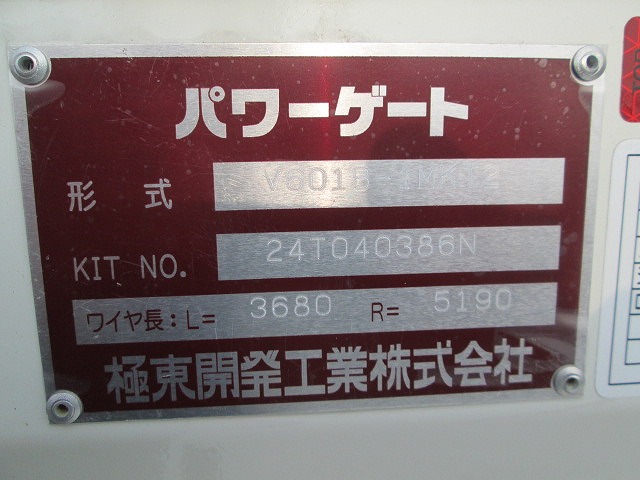 パワーゲート
形 式
KIT NO. 24T040386N
ワイヤ長:L= 3680 R= 5190
極東開発工業株式会社